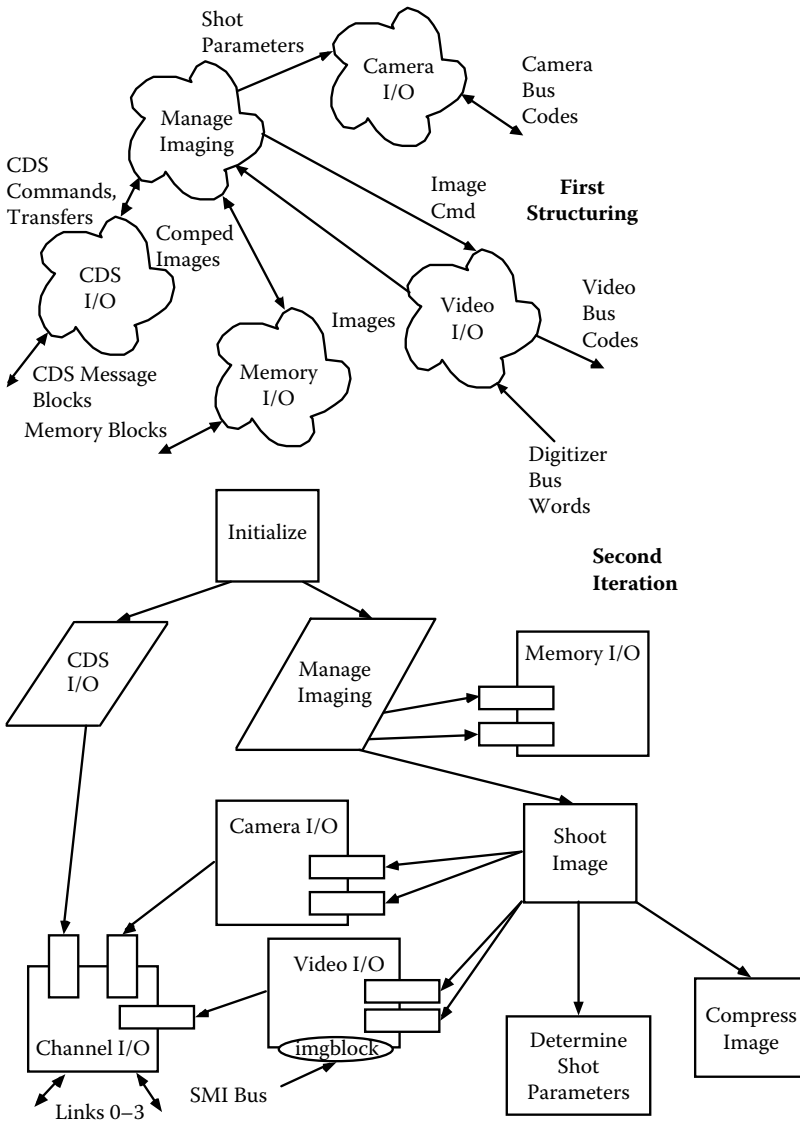 Shot
Parameters
Camera
I/O
Camera
Bus
Codes
Manage
Imaging
CDS
Commands,
Transfers
Image
Cmd
First
Structuring
Comped
Images
CDS
I/O
Video
I/O
Video
Bus
Codes
Images
Memory
I/O
CDS Message
Blocks
Memory Blocks
Digitizer
Bus
Words
Initialize
Second
Iteration
CDS
I/O
Manage
Imaging
Memory I/O
Camera I/O
Shoot
Image
Video I/O
imgblock
Channel I/O
SMI Bus
Links 0–3
Determine
Shot
Parameters
Compress
Image